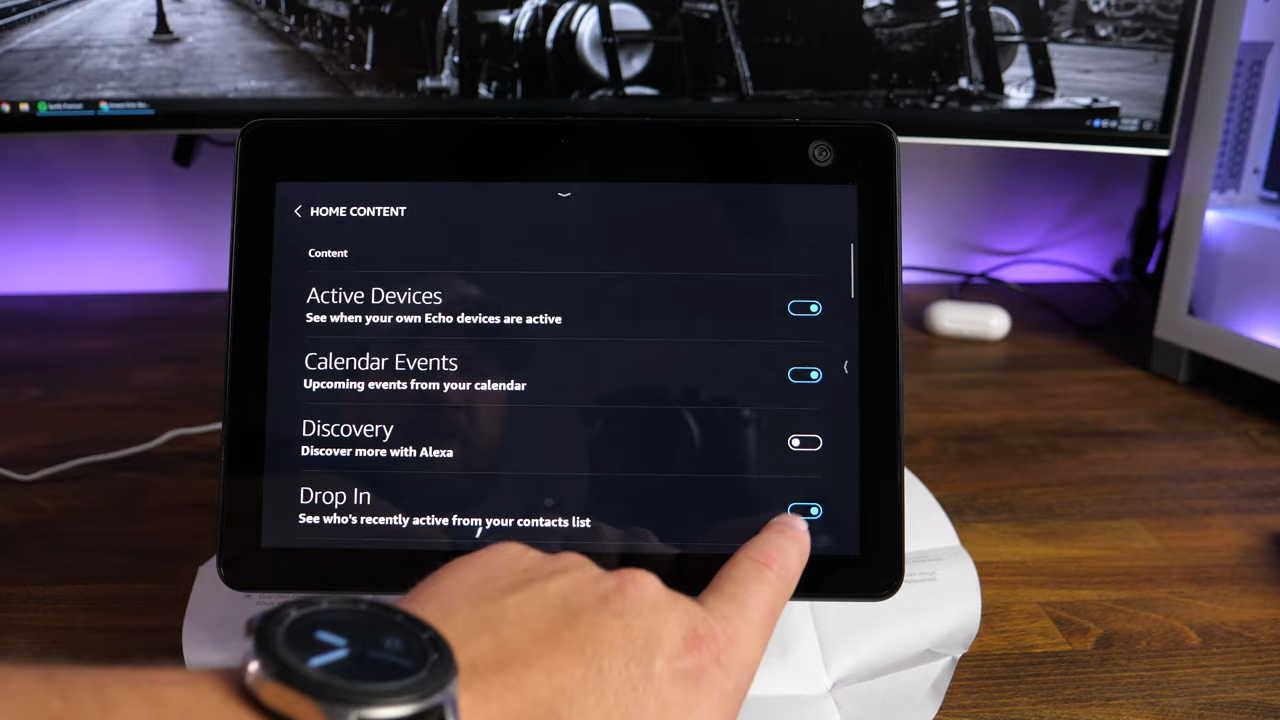 HOME CONTENT
Content
Active Devices
See when your own Echo devices are active
Calendar Events
Upcoming events from your calendar
Discovery
Discover more with Alexa
Drop In
See who's recently active from your contacts list